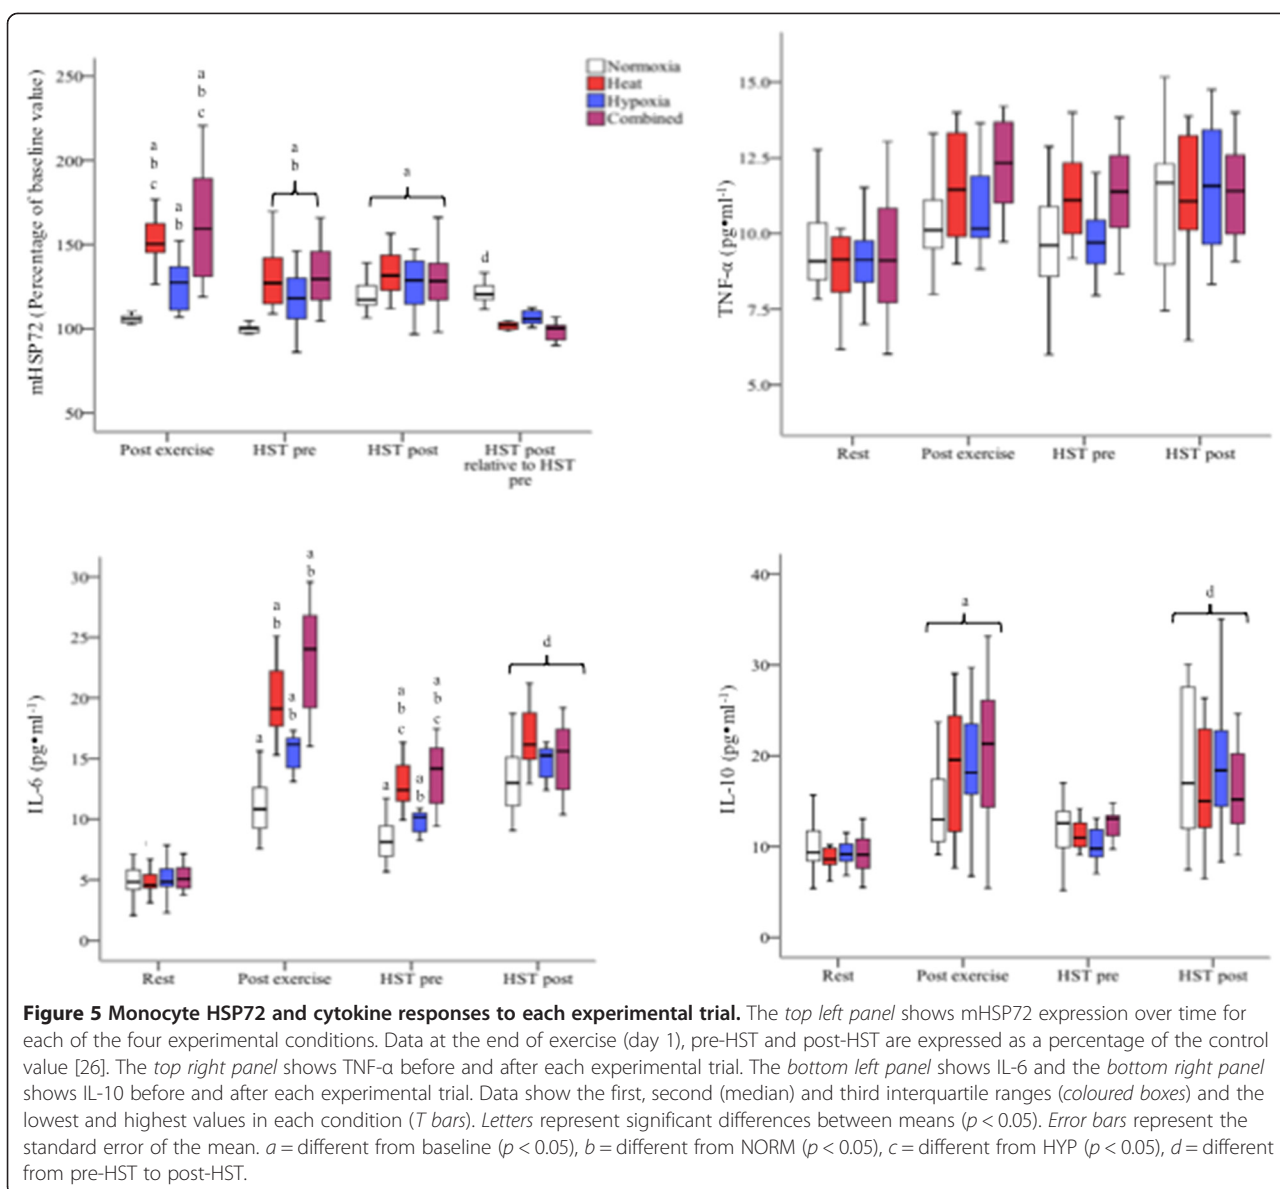 mHSP72 (Percentage of baseline value)
250
200
150
100
50
a
b
c
a
b
a
b
c
a
b
a
d
Post exercise
HST pre
HST post
HST post
relative to HST
pre
Normoxia
Heat
Hypoxia
Combined
TNF-α (pg•ml⁻¹)
15.0
12.5
10.0
7.5
5.0
Rest
Post exercise
HST pre
HST post
IL-6 (pg•ml⁻¹)
30
25
20
15
10
5
0
a
a
b
a
b
a
b
a
a
b
c
a
b
a
b
c
d
Rest
Post exercise
HST pre
HST post
IL-10 (pg•ml⁻¹)
40
30
20
10
0
a
d
Rest
Post exercise
HST pre
HST post
Figure 5 Monocyte HSP72 and cytokine responses to each experimental trial. The top left panel shows mHSP72 expression over time for
each of the four experimental conditions. Data at the end of exercise (day 1), pre-HST and post-HST are expressed as a percentage of the control
value [26]. The top right panel shows TNF-α before and after each experimental trial. The bottom left panel shows IL-6 and the bottom right panel
shows IL-10 before and after each experimental trial. Data show the first, second (median) and third interquartile ranges (coloured boxes) and the
lowest and highest values in each condition (T bars). Letters represent significant differences between means (p < 0.05). Error bars represent the
standard error of the mean. a = different from baseline (p < 0.05), b = different from NORM (p < 0.05), c = different from HYP (p < 0.05), d = different
from pre-HST to post-HST.